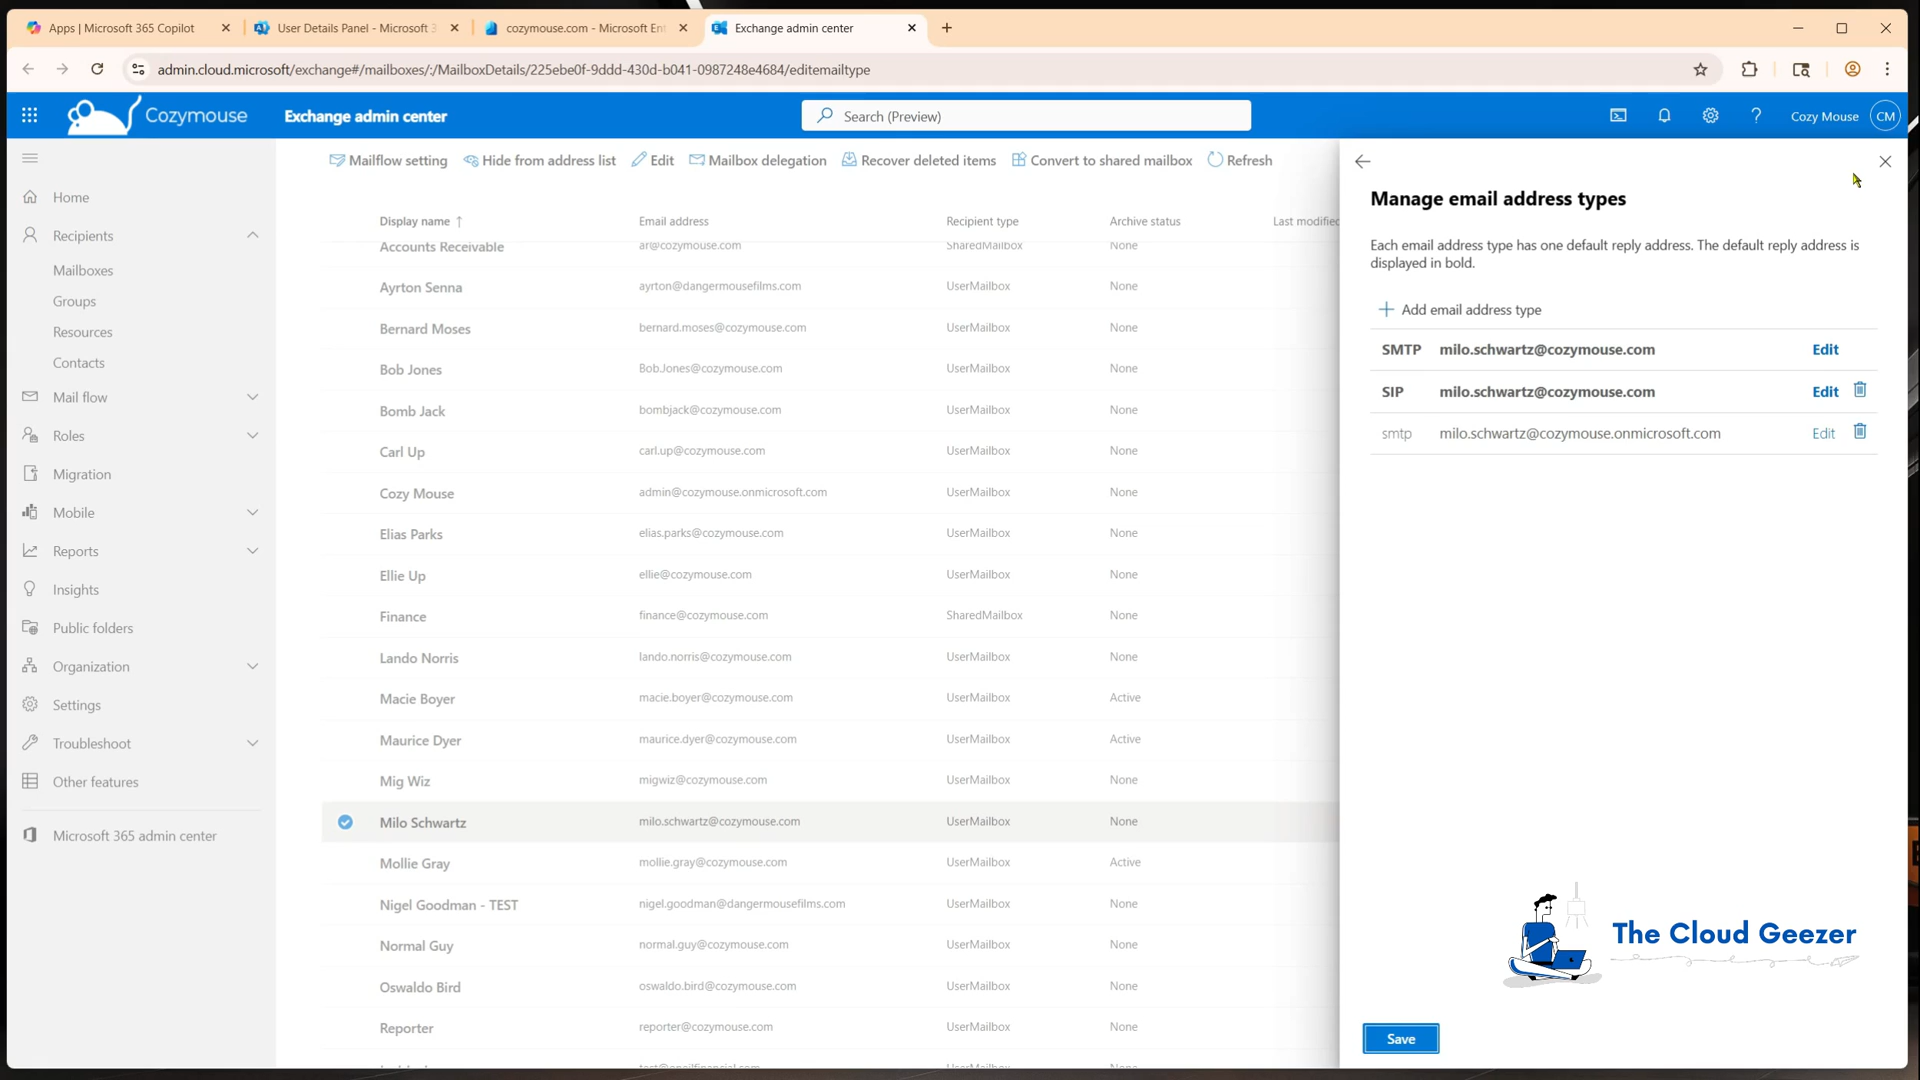 Apps | Microsoft 365 Copilot
User Details Panel - Microsoft 3
cozymouse.com - Microsoft Ent
Exchange admin center
admin.cloud.microsoft/exchange#/mailboxes/:/MailboxDetails/225ebe0f-9ddd-430d-b041-0987248e4684/editemailtype
Cozymouse
Exchange admin center
Search (Preview)
Cozy Mouse
CM
Home
Recipients
Mailboxes
Groups
Resources
Contacts
Mail flow
Roles
Migration
Mobile
Reports
Insights
Public folders
Organization
Settings
Troubleshoot
Other features
Microsoft 365 admin center
Mailflow setting Hide from address list Edit Mailbox delegation Recover deleted items Convert to shared mailbox Refresh
Display name ↑ Email address Recipient type Archive status Last modified
Accounts Receivable ar@cozymouse.com SharedMailbox None
Ayrton Senna ayrton@dangermousefilms.com UserMailbox None
Bernard Moses bernard.moses@cozymouse.com UserMailbox None
Bob Jones BobJones@cozymouse.com UserMailbox None
Bomb Jack bombjack@cozymouse.com UserMailbox None
Carl Up carl.up@cozymouse.com UserMailbox None
Cozy Mouse admin@cozymouse.onmicrosoft.com UserMailbox None
Elias Parks elias.parks@cozymouse.com UserMailbox None
Ellie Up ellie@cozymouse.com UserMailbox None
Finance finance@cozymouse.com SharedMailbox None
Lando Norris lando.norris@cozymouse.com UserMailbox None
Macie Boyer macie.boyer@cozymouse.com UserMailbox Active
Maurice Dyer maurice.dyer@cozymouse.com UserMailbox Active
Mig Wiz migwiz@cozymouse.com UserMailbox None
Milo Schwartz milo.schwartz@cozymouse.com UserMailbox None
Mollie Gray mollie.gray@cozymouse.com UserMailbox Active
Nigel Goodman - TEST nigel.goodman@dangermousefilms.com UserMailbox None
Normal Guy normal.guy@cozymouse.com UserMailbox None
Oswaldo Bird oswaldo.bird@cozymouse.com UserMailbox None
Reporter reporter@cozymouse.com UserMailbox None
Manage email address types
Each email address type has one default reply address. The default reply address is
displayed in bold.
Add email address type
SMTP milo.schwartz@cozymouse.com Edit
SIP milo.schwartz@cozymouse.com Edit
smtp milo.schwartz@cozymouse.onmicrosoft.com Edit
The Cloud Geezer
Save